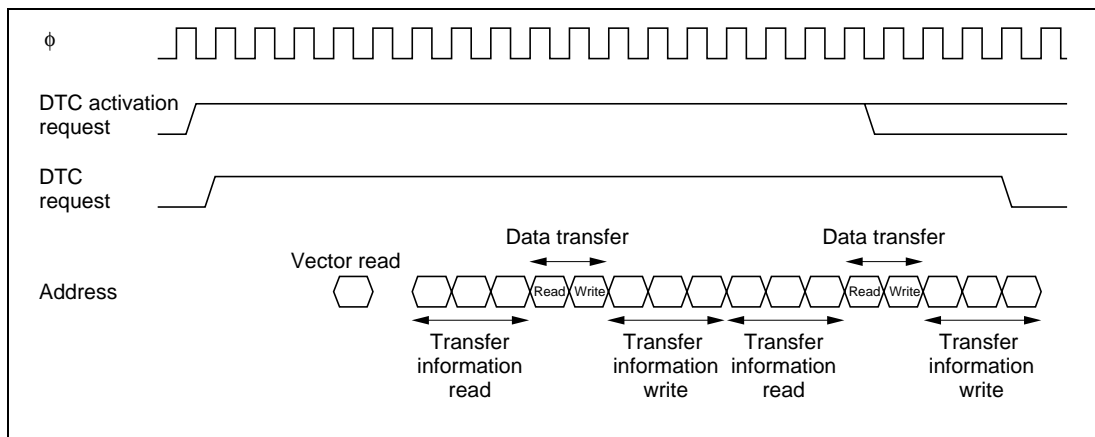 ϕ
DTC activation
request
DTC
request
Data transfer
Data transfer
Vector read
Address
Read Write
Read Write
Transfer
information
read
Transfer
information
write
Transfer
information
read
Transfer
information
write